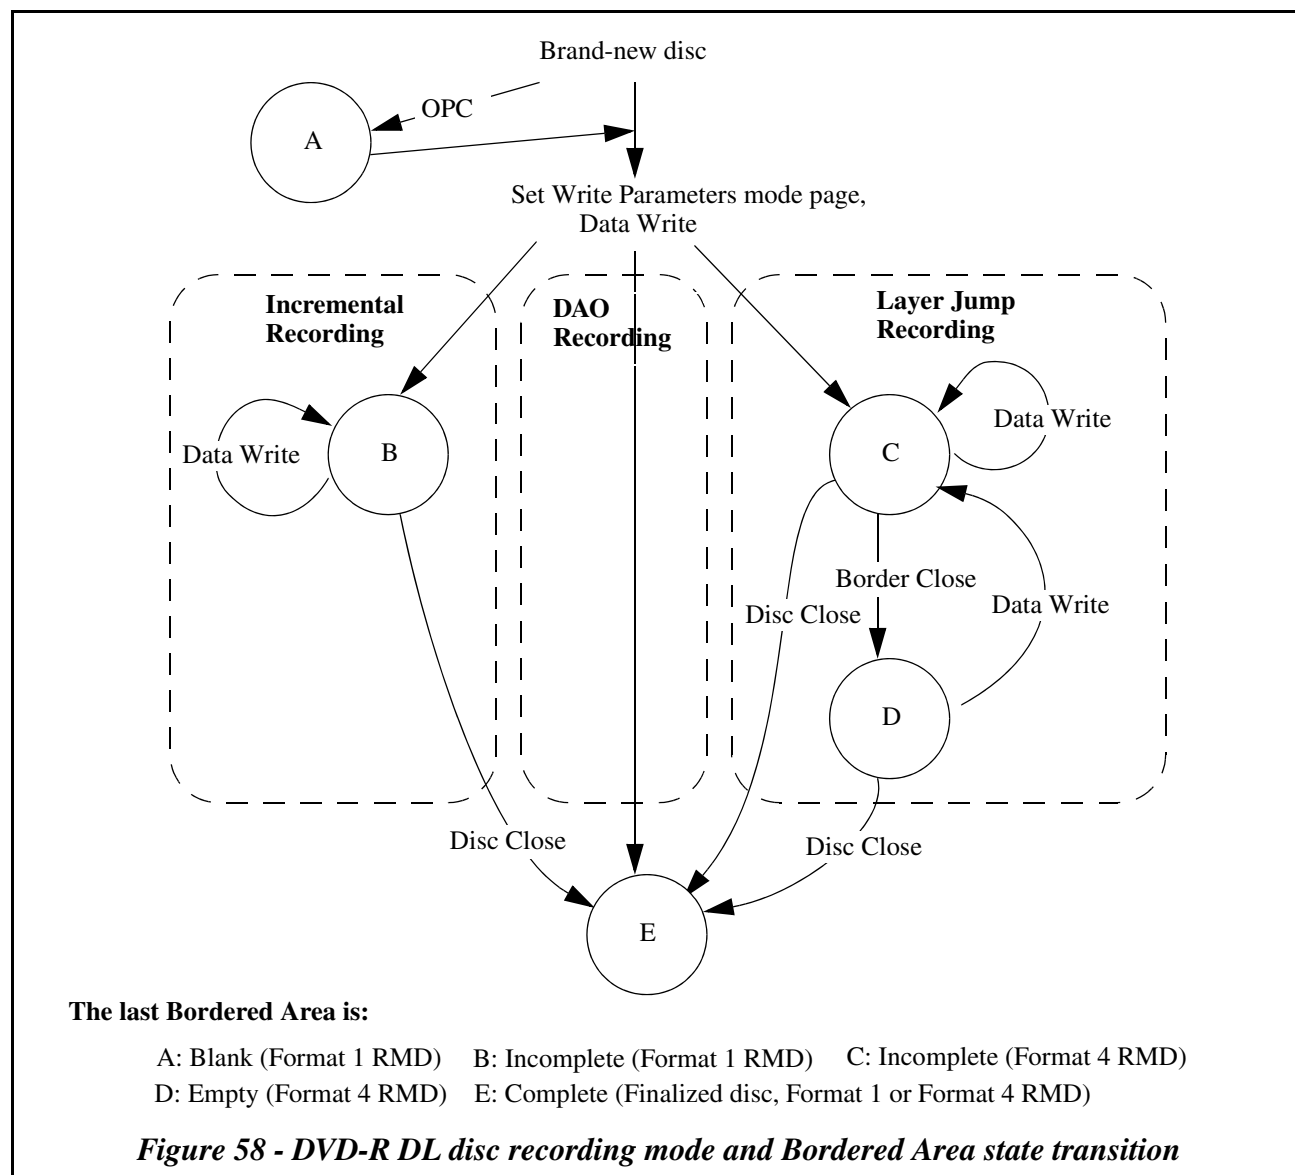 Brand-new disc
OPC
A
Set Write Parameters mode page,
Data Write
Incremental
Recording
DAO
Recording
Layer Jump
Recording
Data Write
B
C
Data Write
Border Close
Disc Close
Data Write
D
Disc Close
Disc Close
E
The last Bordered Area is:
A: Blank (Format 1 RMD) B: Incomplete (Format 1 RMD) C: Incomplete (Format 4 RMD)
D: Empty (Format 4 RMD) E: Complete (Finalized disc, Format 1 or Format 4 RMD)
Figure 58 - DVD-R DL disc recording mode and Bordered Area state transition